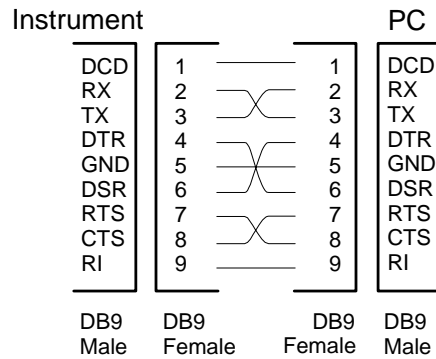 Instrument PC
DCD 1 1 DCD
RX 2 2 RX
TX 3 3 TX
DTR 4 4 DTR
GND 5 5 GND
DSR 6 6 DSR
RTS 7 7 RTS
CTS 8 8 CTS
RI 9 9 RI
DB9 DB9 DB9 DB9
Male Female Female Male